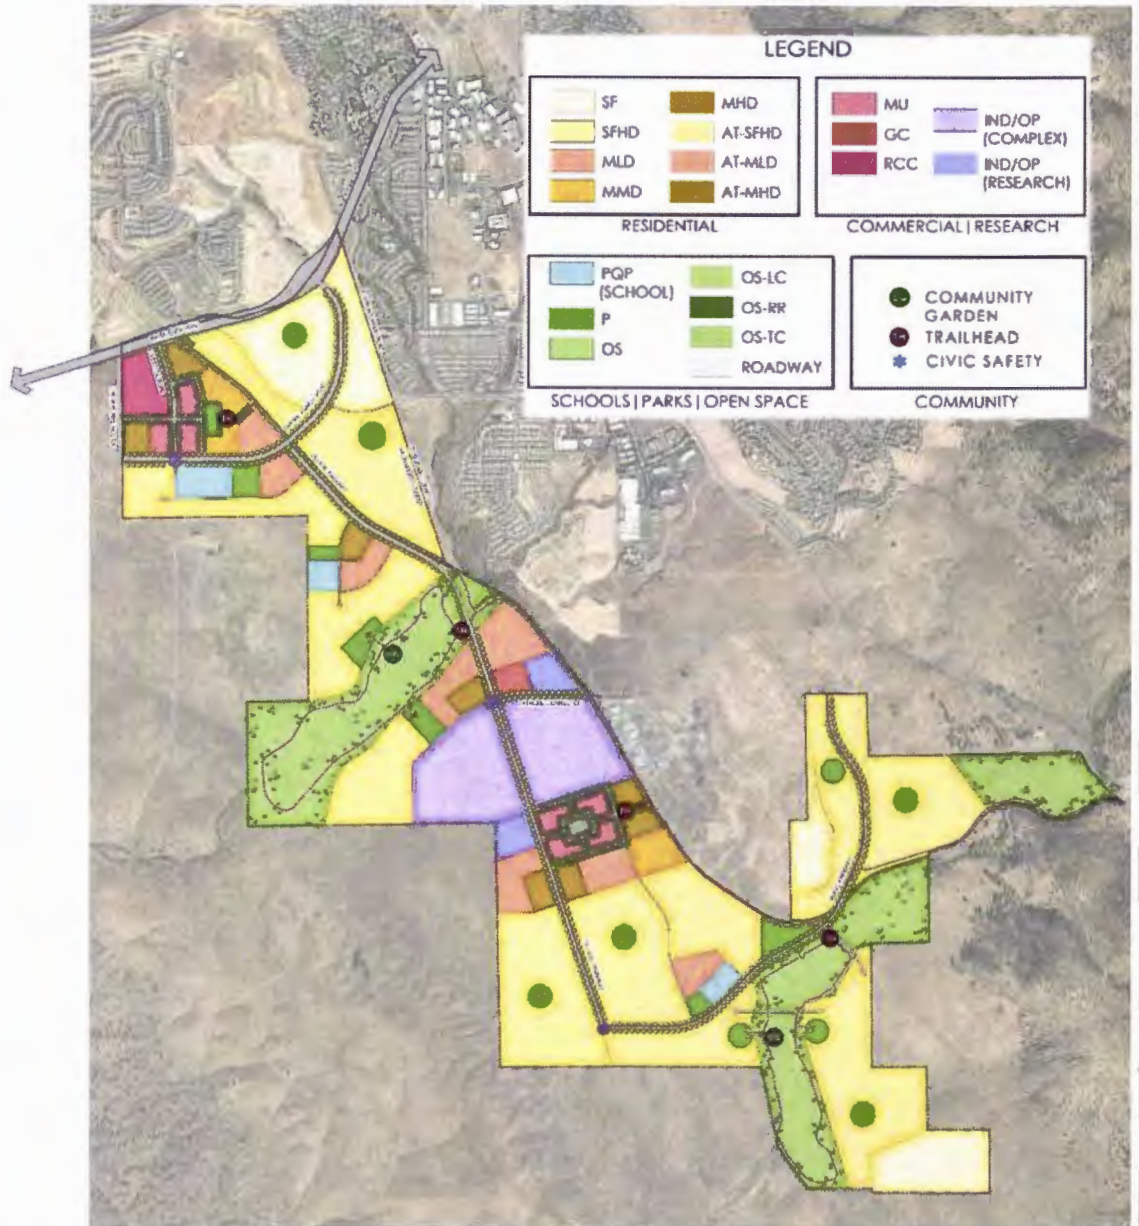 LEGEND
SF
SFHD
MLD
MMD
MHD
AT-SFHD
AT-MLD
AT-MHD
RESIDENTIAL
MU
GC
RCC
IND/OP
(COMPLEX)
IND/OP
(RESEARCH)
COMMERCIAL | RESEARCH
PQP
(SCHOOL)
P
OS
OS-LC
OS-RR
OS-TC
ROADWAY
SCHOOLS | PARKS | OPEN SPACE
COMMUNITY
GARDEN
TRAILHEAD
CIVIC SAFETY
COMMUNITY